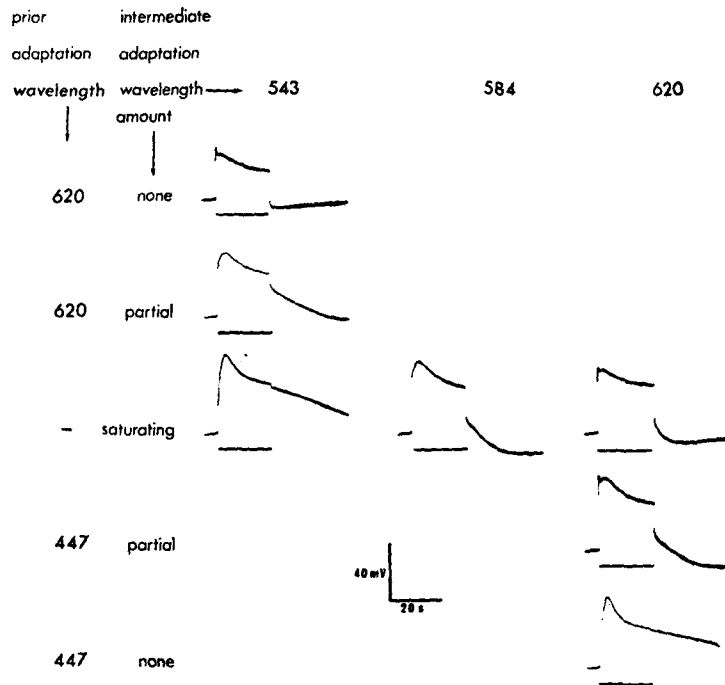 prior intermediate
adaptation adaptation
wavelength wavelength 543 584 620
amount
620 none
620 partial
- saturating
447 partial
40 mV
20 s
447 none